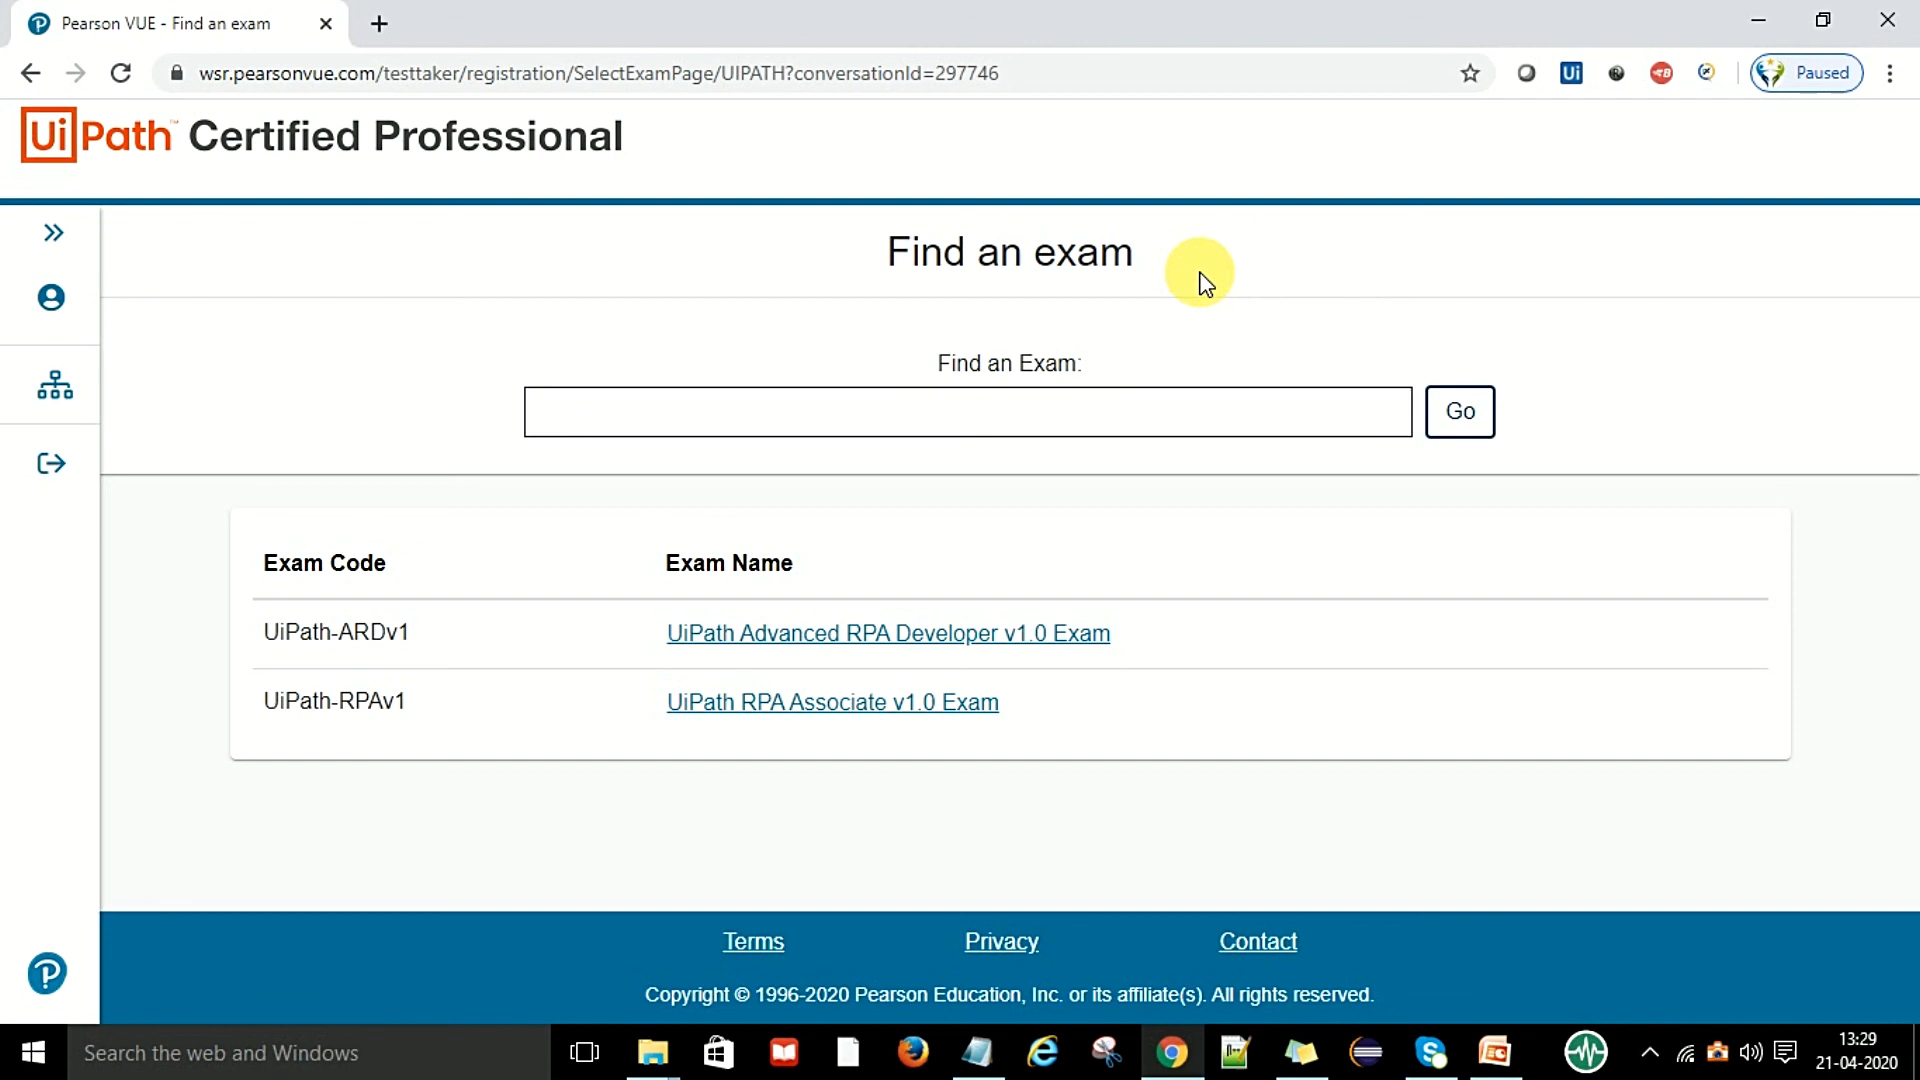 Pearson VUE - Find an exam
wsr.pearsonvue.com/testtaker/registration/SelectExamPage/UIPATH?conversationId=297746
Ui
Paused
UiPath™ Certified Professional
Find an exam
Find an Exam:
Go
Exam Code Exam Name
UiPath-ARDv1 UiPath Advanced RPA Developer v1.0 Exam
UiPath-RPAv1 UiPath RPA Associate v1.0 Exam
Terms Privacy Contact
Copyright © 1996-2020 Pearson Education, Inc. or its affiliate(s). All rights reserved.
Search the web and Windows
13:29
21-04-2020